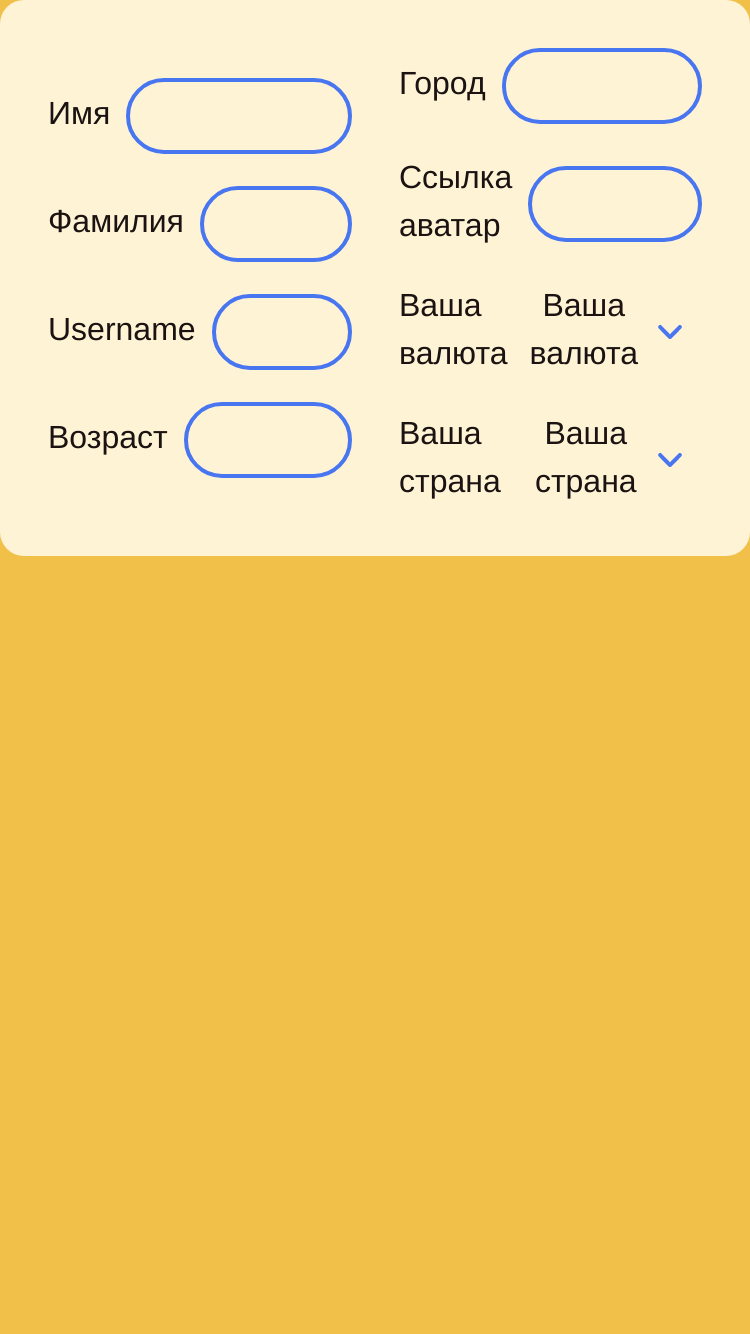 Имя
Фамилия
Username
Возраст
Город
Ссылка
аватар
Ваша
валюта
Ваша
валюта
Ваша
страна
Ваша
страна